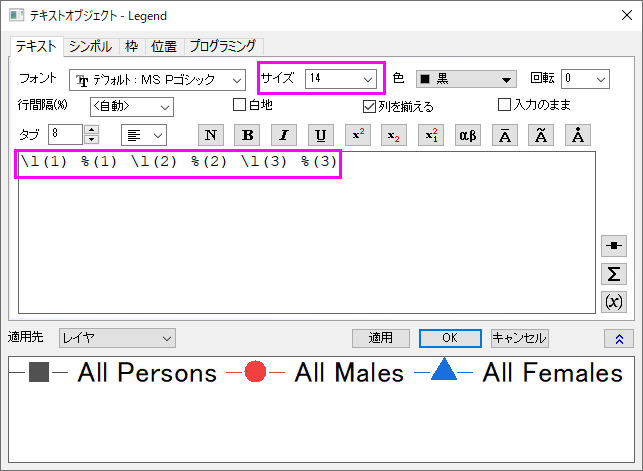 テキストオブジェクト - Legend
テキスト シンボル 枠 位置 プログラミング
フォント デフォルト: MS Pゴシック サイズ 14 色 黒 回転 0
行間隔(%) <自動> 白地 列を揃える 入力のまま
タブ 8 N B I U x² x₂ x₁² αβ Ā Ã Å
\l(1) %(1) \l(2) %(2) \l(3) %(3)
Σ
(x)
適用先 レイヤ 適用 OK キャンセル
All Persons All Males All Females